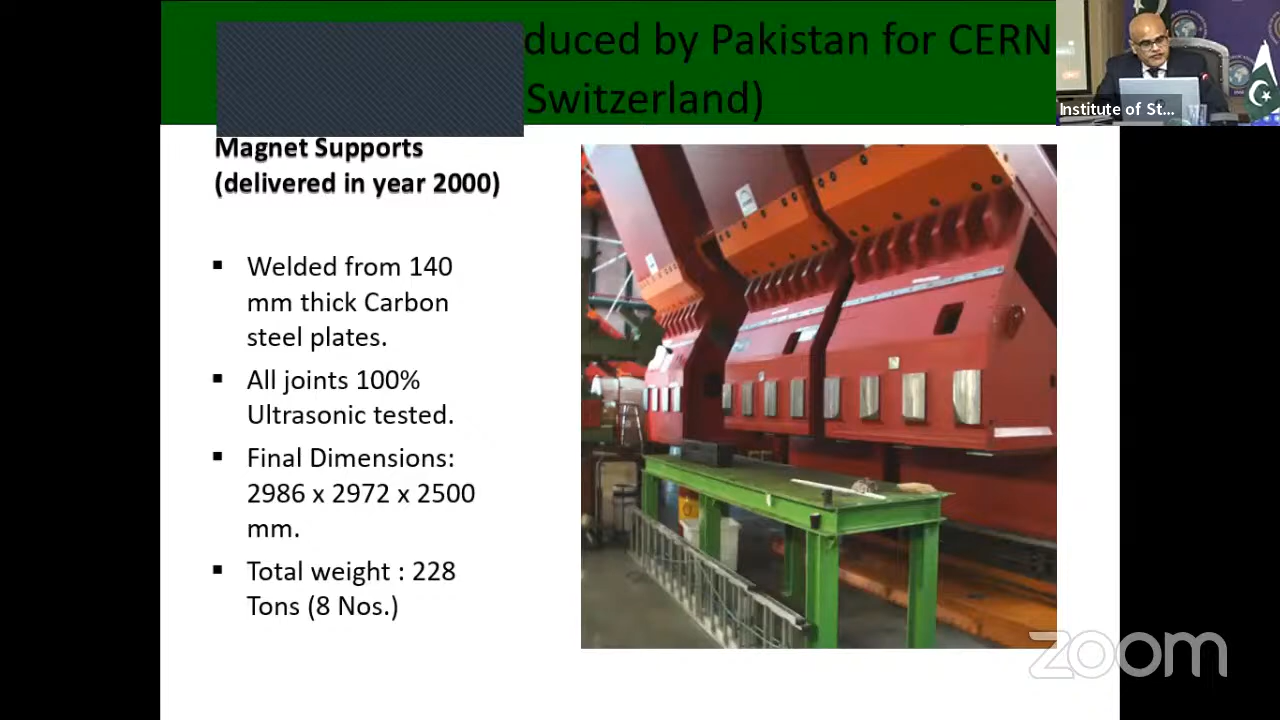 duced by Pakistan for CERN
Switzerland)
Institute of St...
Magnet Supports
(delivered in year 2000)
▪ Welded from 140
mm thick Carbon
steel plates.
▪ All joints 100%
Ultrasonic tested.
▪ Final Dimensions:
2986 x 2972 x 2500
mm.
▪ Total weight : 228
Tons (8 Nos.)
zoom